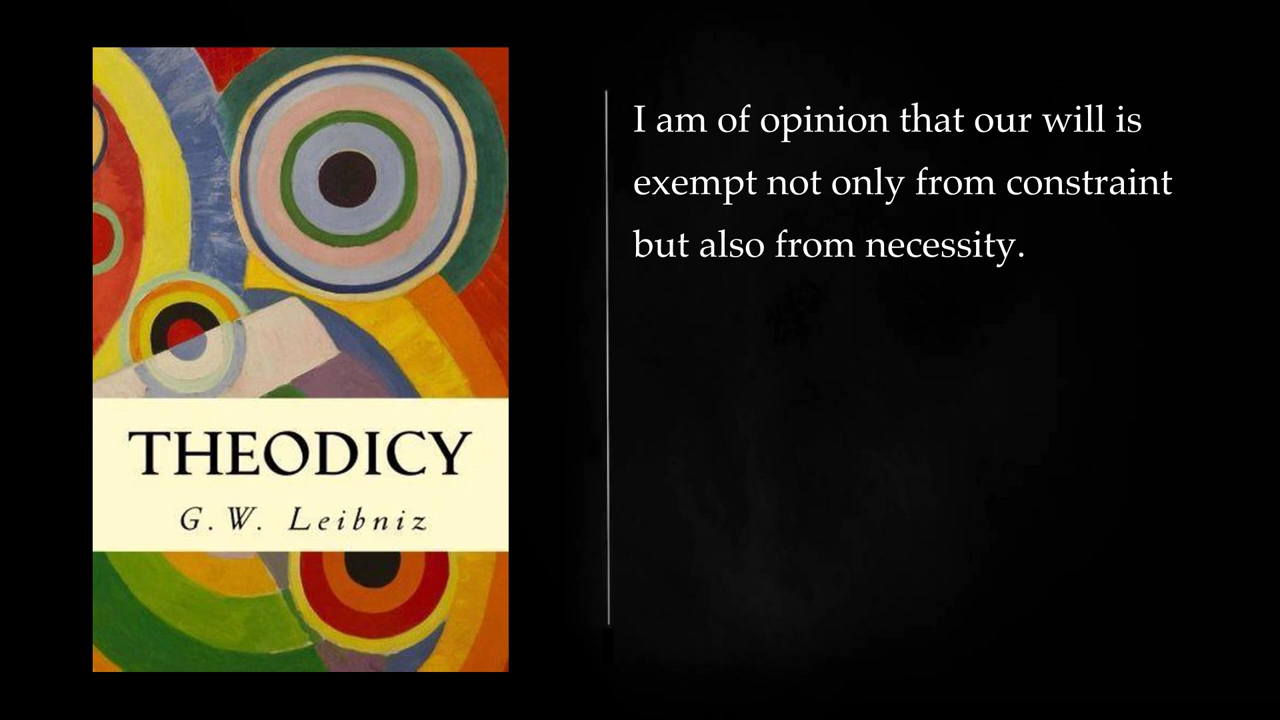 THEODICY
G. W. Leibniz
I am of opinion that our will is
exempt not only from constraint
but also from necessity.